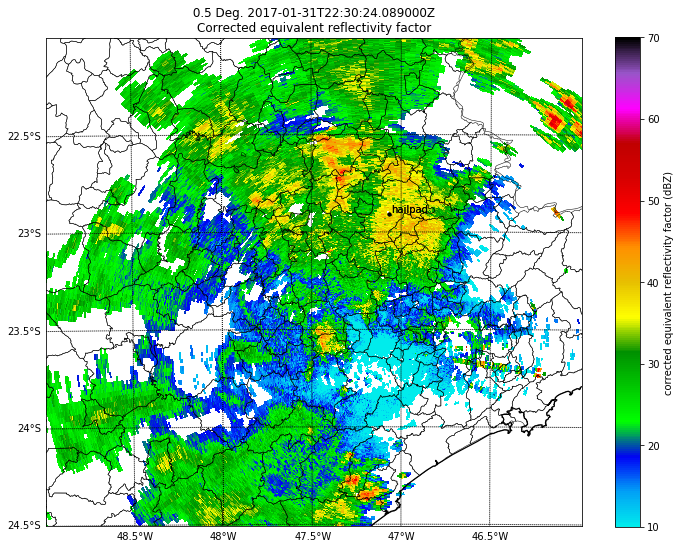 0.5 Deg. 2017-01-31T22:30:24.089000Z
Corrected equivalent reflectivity factor
22.5°S
23°S
23.5°S
24°S
24.5°S
48.5°W
48°W
47.5°W
47°W
46.5°W
hailpad
70
60
50
40
30
20
10
corrected equivalent reflectivity factor (dBZ)